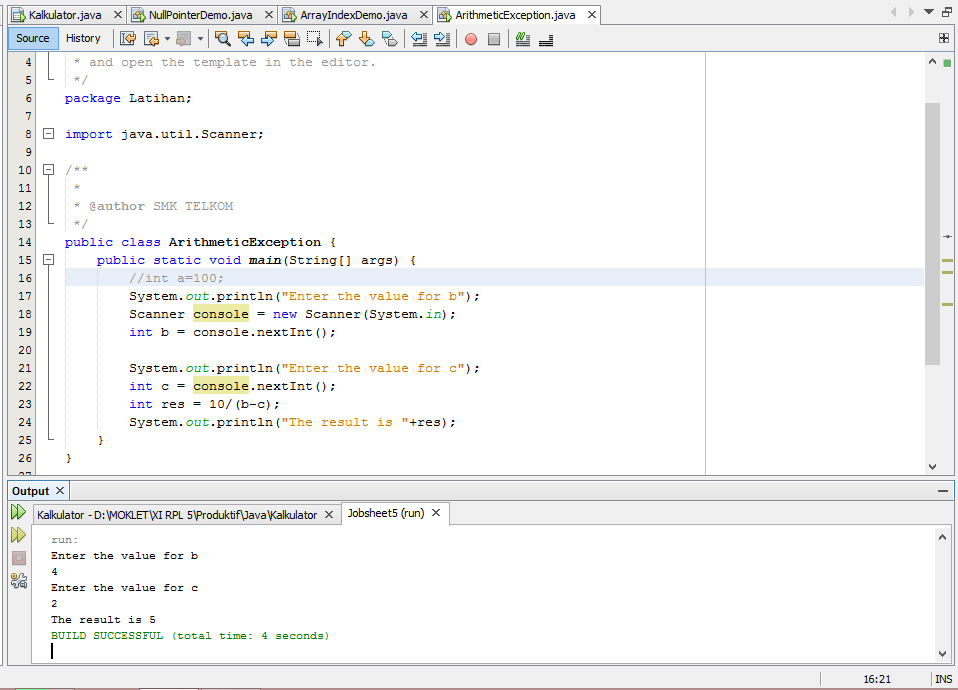 Kalkulator.java NullPointerDemo.java ArrayIndexDemo.java ArithmeticException.java
Source History
4 * and open the template in the editor.
5 */
6 package Latihan;
7
8 import java.util.Scanner;
9
10 /**
11 *
12 * @author SMK TELKOM
13 */
14 public class ArithmeticException {
15 public static void main(String[] args) {
16 //int a=100;
17 System.out.println("Enter the value for b");
18 Scanner console = new Scanner(System.in);
19 int b = console.nextInt();
20
21 System.out.println("Enter the value for c");
22 int c = console.nextInt();
23 int res = 10/(b-c);
24 System.out.println("The result is "+res);
25 }
26 }
Output
Kalkulator - D:\MOKLET\XI RPL 5\Produktif\Java\Kalkulator Jobsheet5 (run)
run:
Enter the value for b
4
Enter the value for c
2
The result is 5
BUILD SUCCESSFUL (total time: 4 seconds)
16:21 INS